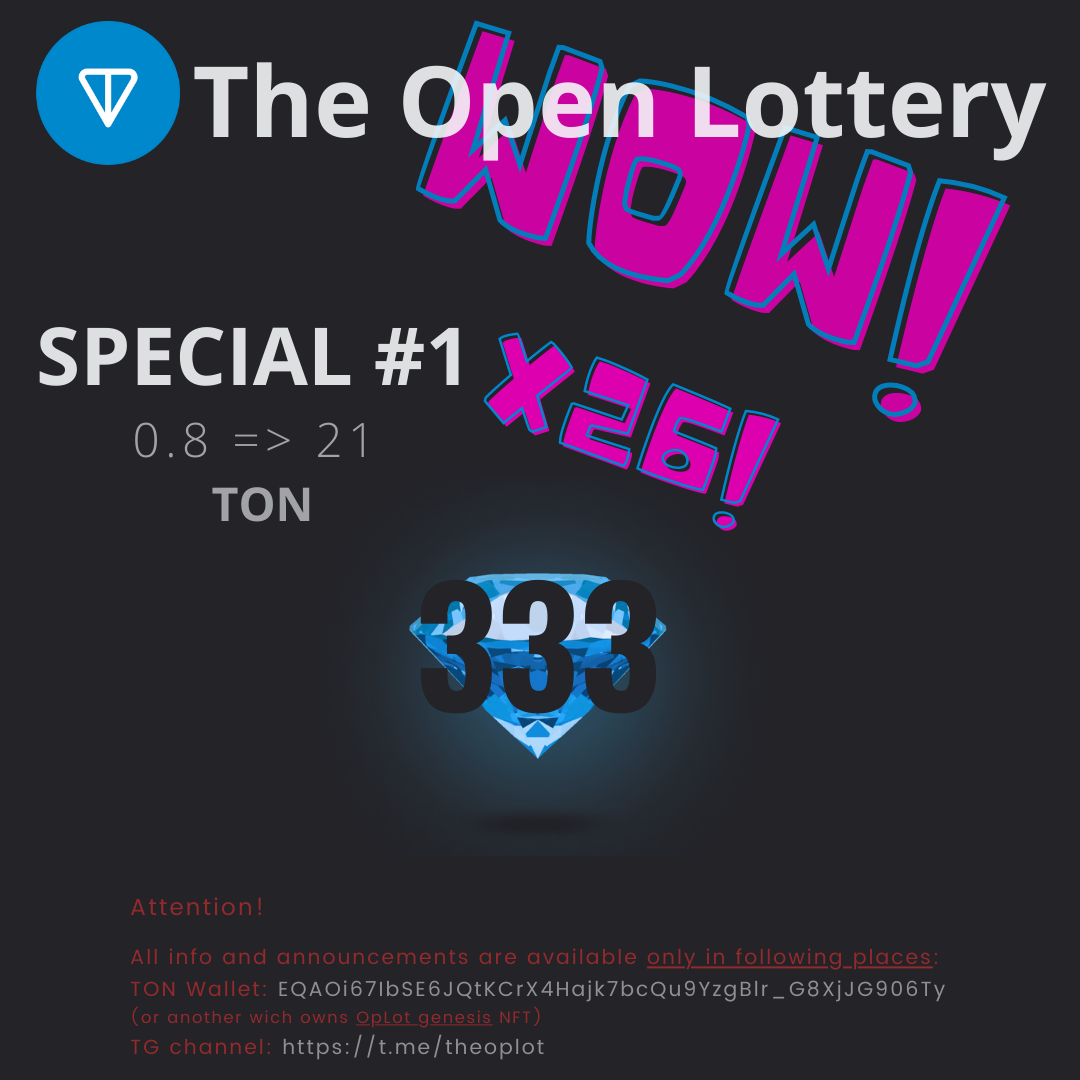 The Open Lottery
WOW!
SPECIAL #1
x26!
0.8 => 21
TON
333
Attention!
All info and announcements are available only in following places:
TON Wallet: EQAOi67IbSE6JQtKCrX4Hajk7bcQu9YzgBlr_G8XjJG906Ty
(or another wich owns OpLot genesis NFT)
TG channel: https://t.me/theoplot